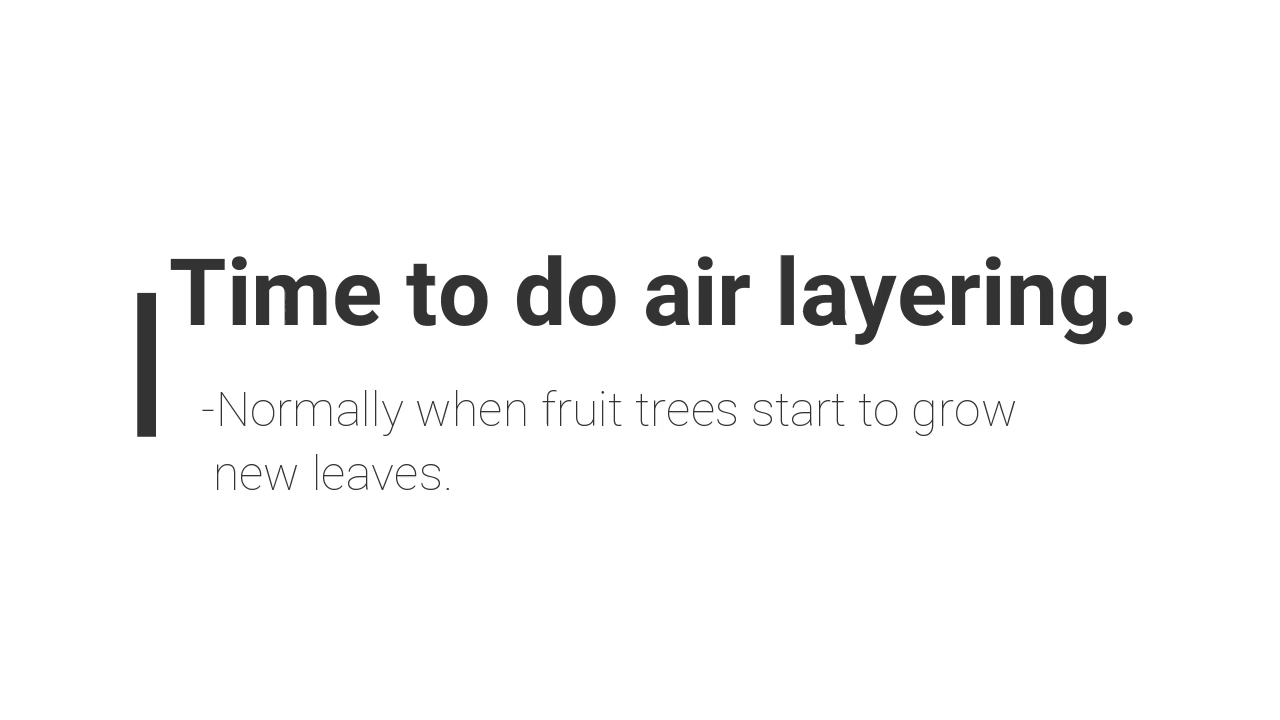 Time to do air layering.
-Normally when fruit trees start to grow
new leaves.